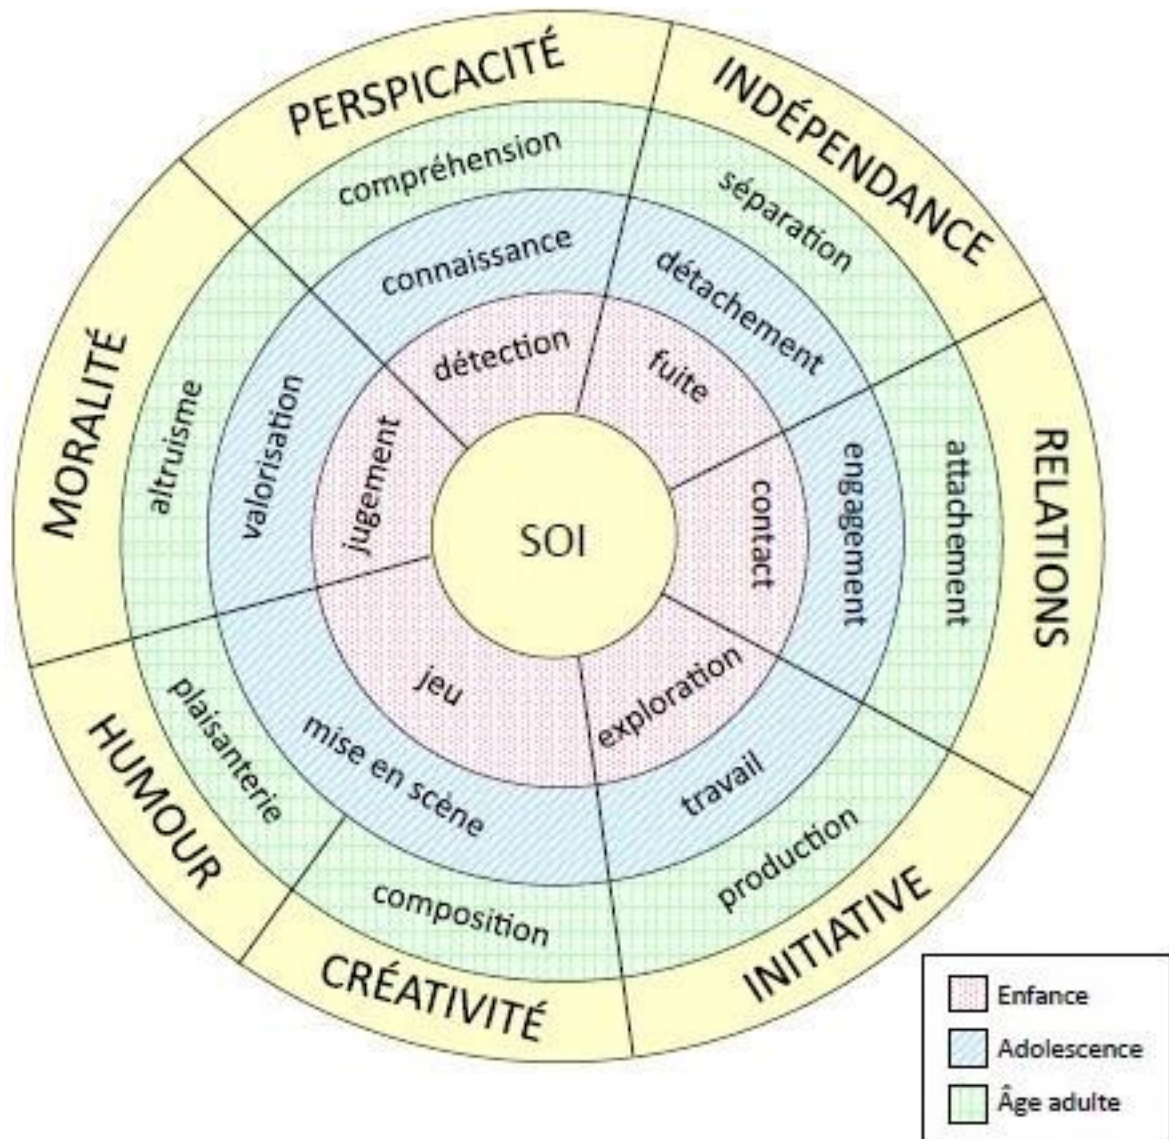 PERSPICACITÉ
INDÉPENDANCE
RELATIONS
INITIATIVE
CRÉATIVITÉ
HUMOUR
MORALITÉ
compréhension
séparation
attachement
production
composition
plaisanterie
altruisme
connaissance
détachement
engagement
travail
mise en scène
valorisation
détection
fuite
contact
exploration
jeu
jugement
SOI
Enfance
Adolescence
Âge adulte